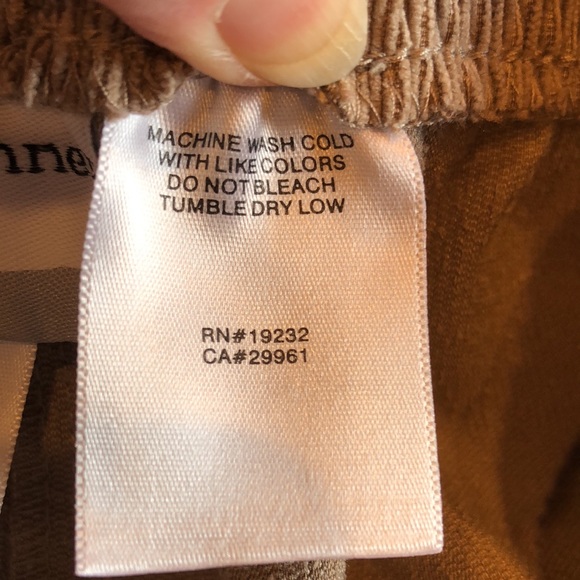 MACHINE WASH COLD
WITH LIKE COLORS
DO NOT BLEACH
TUMBLE DRY LOW
RN#19232
CA#29961